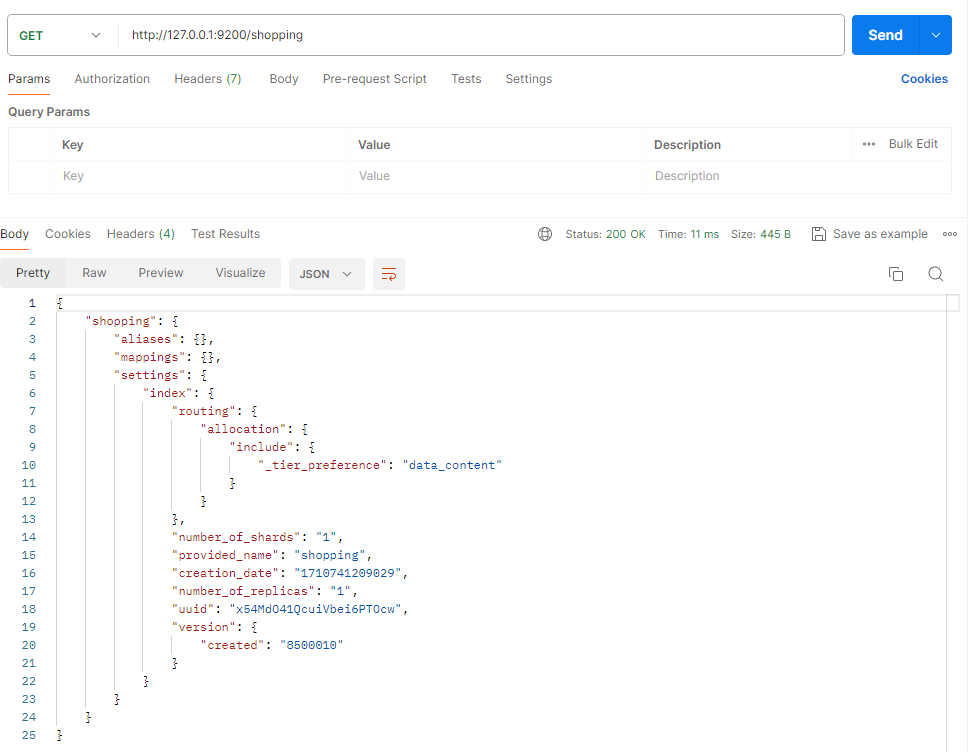 GET http://127.0.0.1:9200/shopping Send
Params Authorization Headers (7) Body Pre-request Script Tests Settings Cookies
Query Params
Key Value Description ••• Bulk Edit
Key Value Description
Body Cookies Headers (4) Test Results Status: 200 OK Time: 11 ms Size: 445 B Save as example
Pretty Raw Preview Visualize JSON
1 {
2 "shopping": {
3 "aliases": {},
4 "mappings": {},
5 "settings": {
6 "index": {
7 "routing": {
8 "allocation": {
9 "include": {
10 "_tier_preference": "data_content"
11 }
12 }
13 },
14 "number_of_shards": "1",
15 "provided_name": "shopping",
16 "creation_date": "1710741209029",
17 "number_of_replicas": "1",
18 "uuid": "x54MdO41QcuiVbei6PTOcw",
19 "version": {
20 "created": "8500010"
21 }
22 }
23 }
24 }
25 }